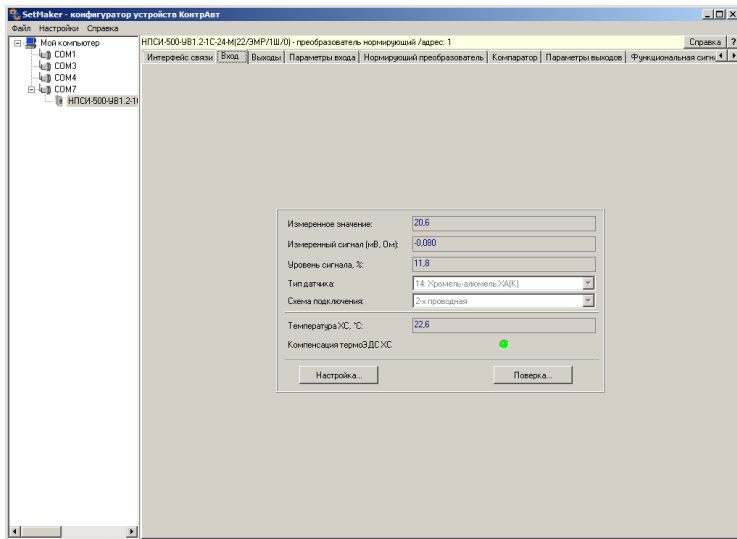 SetMaker - конфигуратор устройств КонтрАвт
Файл Настройки Справка
Мой компьютер
COM1
COM3
COM4
COM7
НПСИ-500-УВ1.2-1
НПСИ-500-УВ1.2-1С-24-М(22/ЭМР/1Ш/0) - преобразователь нормирующий /адрес: 1
Справка ?
Интерфейс связи Вход Выходы Параметры входа Нормирующий преобразователь Компаратор Параметры выходов Функциональная сигн
Измеренное значение: 20,6
Измеренный сигнал (мВ, Ом): -0,080
Уровень сигнала, %: 11,8
Тип датчика: 14: Хромель-алюмель ХА(К)
Схема подключения: 2-х проводная
Температура ХС, °С: 22,6
Компенсация термоЭДС ХС
Настройка... Поверка...